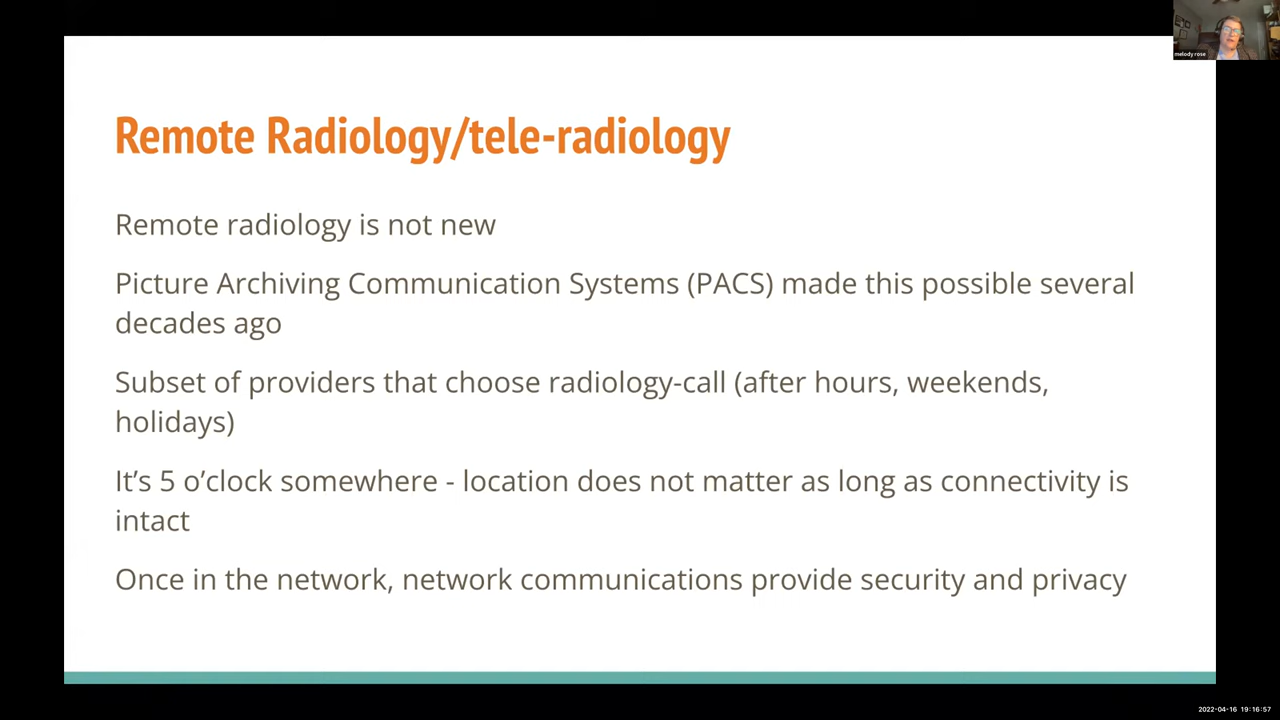 melody rose
Remote Radiology/tele-radiology
Remote radiology is not new
Picture Archiving Communication Systems (PACS) made this possible several
decades ago
Subset of providers that choose radiology-call (after hours, weekends,
holidays)
It’s 5 o’clock somewhere - location does not matter as long as connectivity is
intact
Once in the network, network communications provide security and privacy
2022-04-16 19:16:57